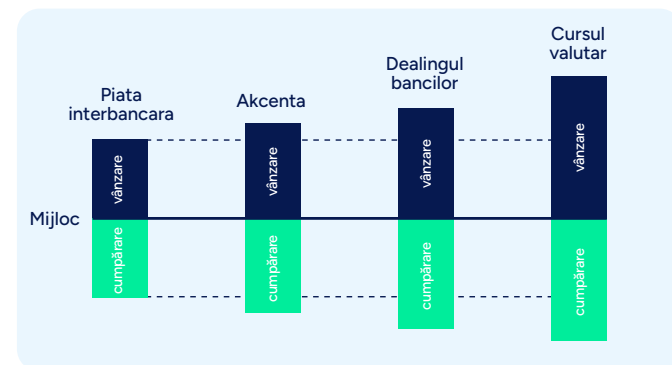 Cursul
valutar
Dealingul
bancilor
Piata
interbancara
Akcenta
vânzare
vânzare
vânzare
vânzare
Mijloc
cumpărare
cumpărare
cumpărare
cumpărare